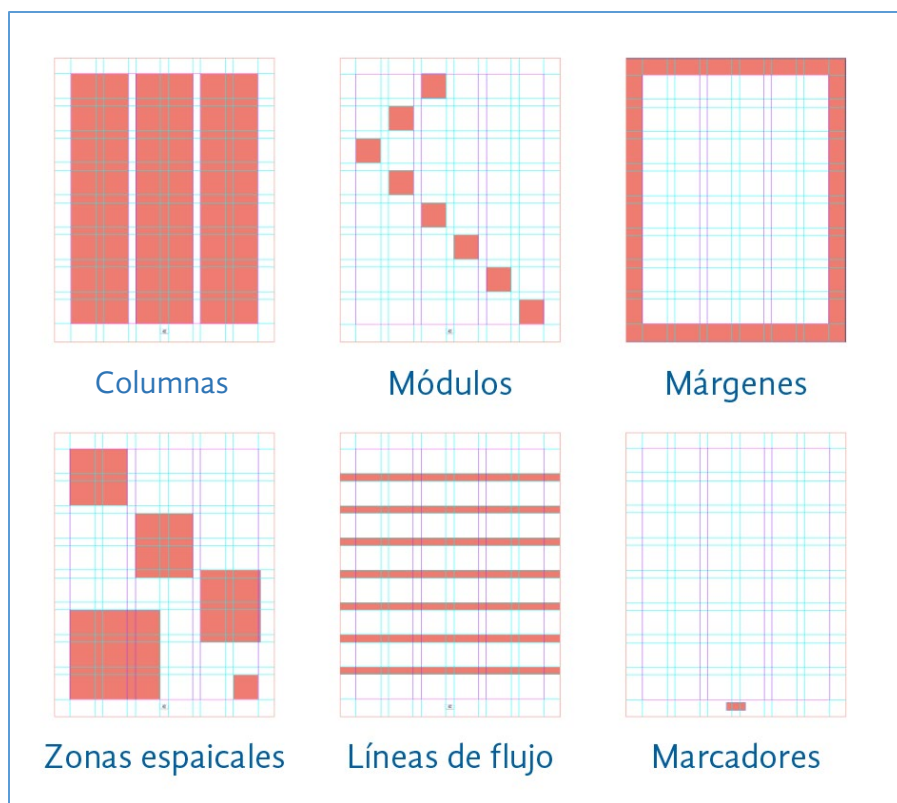 Columnas
Módulos
Márgenes
Zonas espaicales
Líneas de flujo
Marcadores